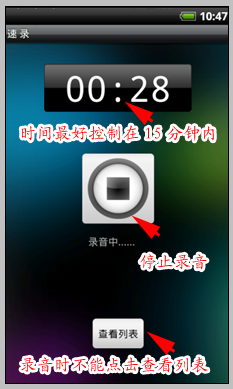 10:47
速录
00:28
时间最好控制在 15 分钟内
录音中......
停止录音
查看列表
录音时不能点击查看列表